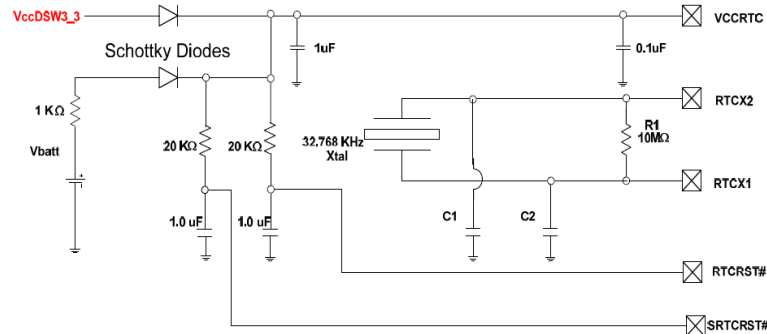 VccDSW3_3
VCCRTC
Schottky Diodes
1uF
0.1uF
RTCX2
1 KΩ
R1
10MΩ
Vbatt
20 KΩ
20 KΩ
32.768 KHz
Xtal
RTCX1
1.0 uF
1.0 uF
C1
C2
RTCRST#
SRTCRST#